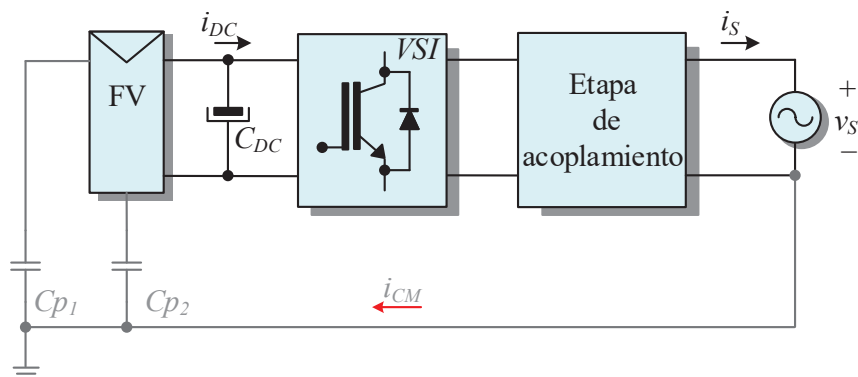 i_DC
VSI
i_S
FV
C_DC
Etapa
de
acoplamiento
+
v_S
−
Cp_1
Cp_2
i_CM